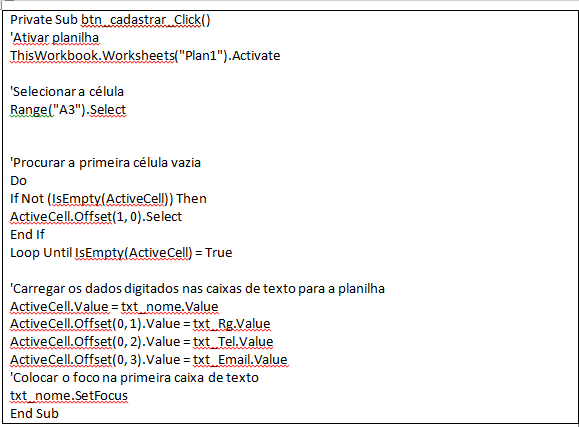 Private Sub btn_cadastrar_Click()
'Ativar planilha
ThisWorkbook.Worksheets("Plan1").Activate
'Selecionar a célula
Range("A3").Select
'Procurar a primeira célula vazia
Do
If Not (IsEmpty(ActiveCell)) Then
ActiveCell.Offset(1, 0).Select
End If
Loop Until IsEmpty(ActiveCell) = True
'Carregar os dados digitados nas caixas de texto para a planilha
ActiveCell.Value = txt_nome.Value
ActiveCell.Offset(0, 1).Value = txt_Rg.Value
ActiveCell.Offset(0, 2).Value = txt_Tel.Value
ActiveCell.Offset(0, 3).Value = txt_Email.Value
'Colocar o foco na primeira caixa de texto
txt_nome.SetFocus
End Sub